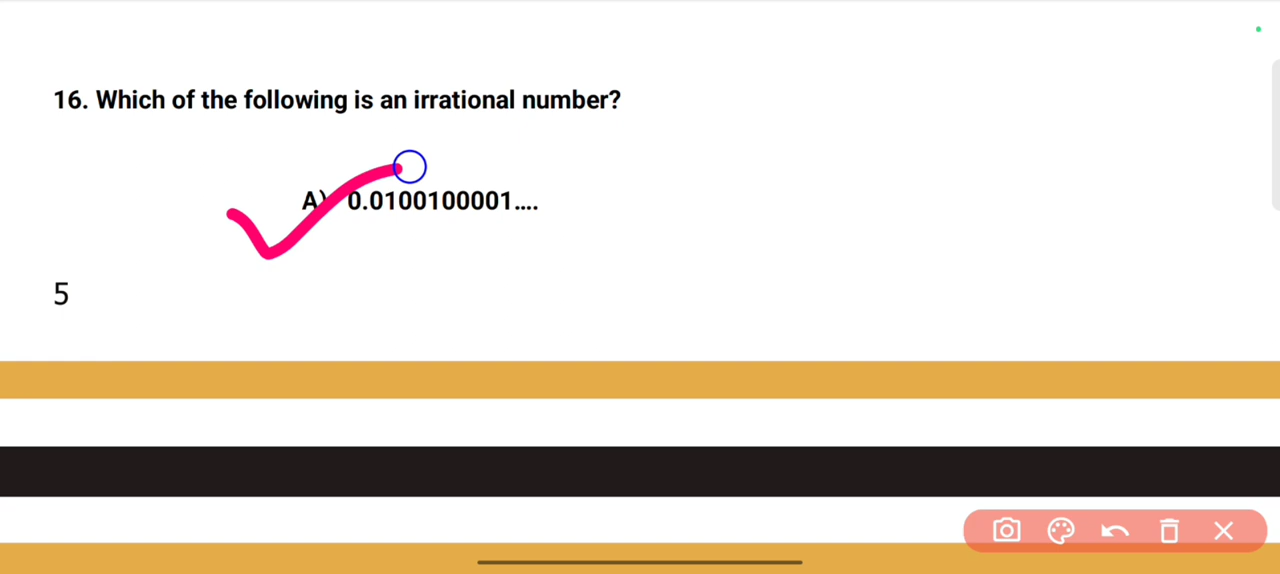 16. Which of the following is an irrational number?
A) 0.0100100001....
5